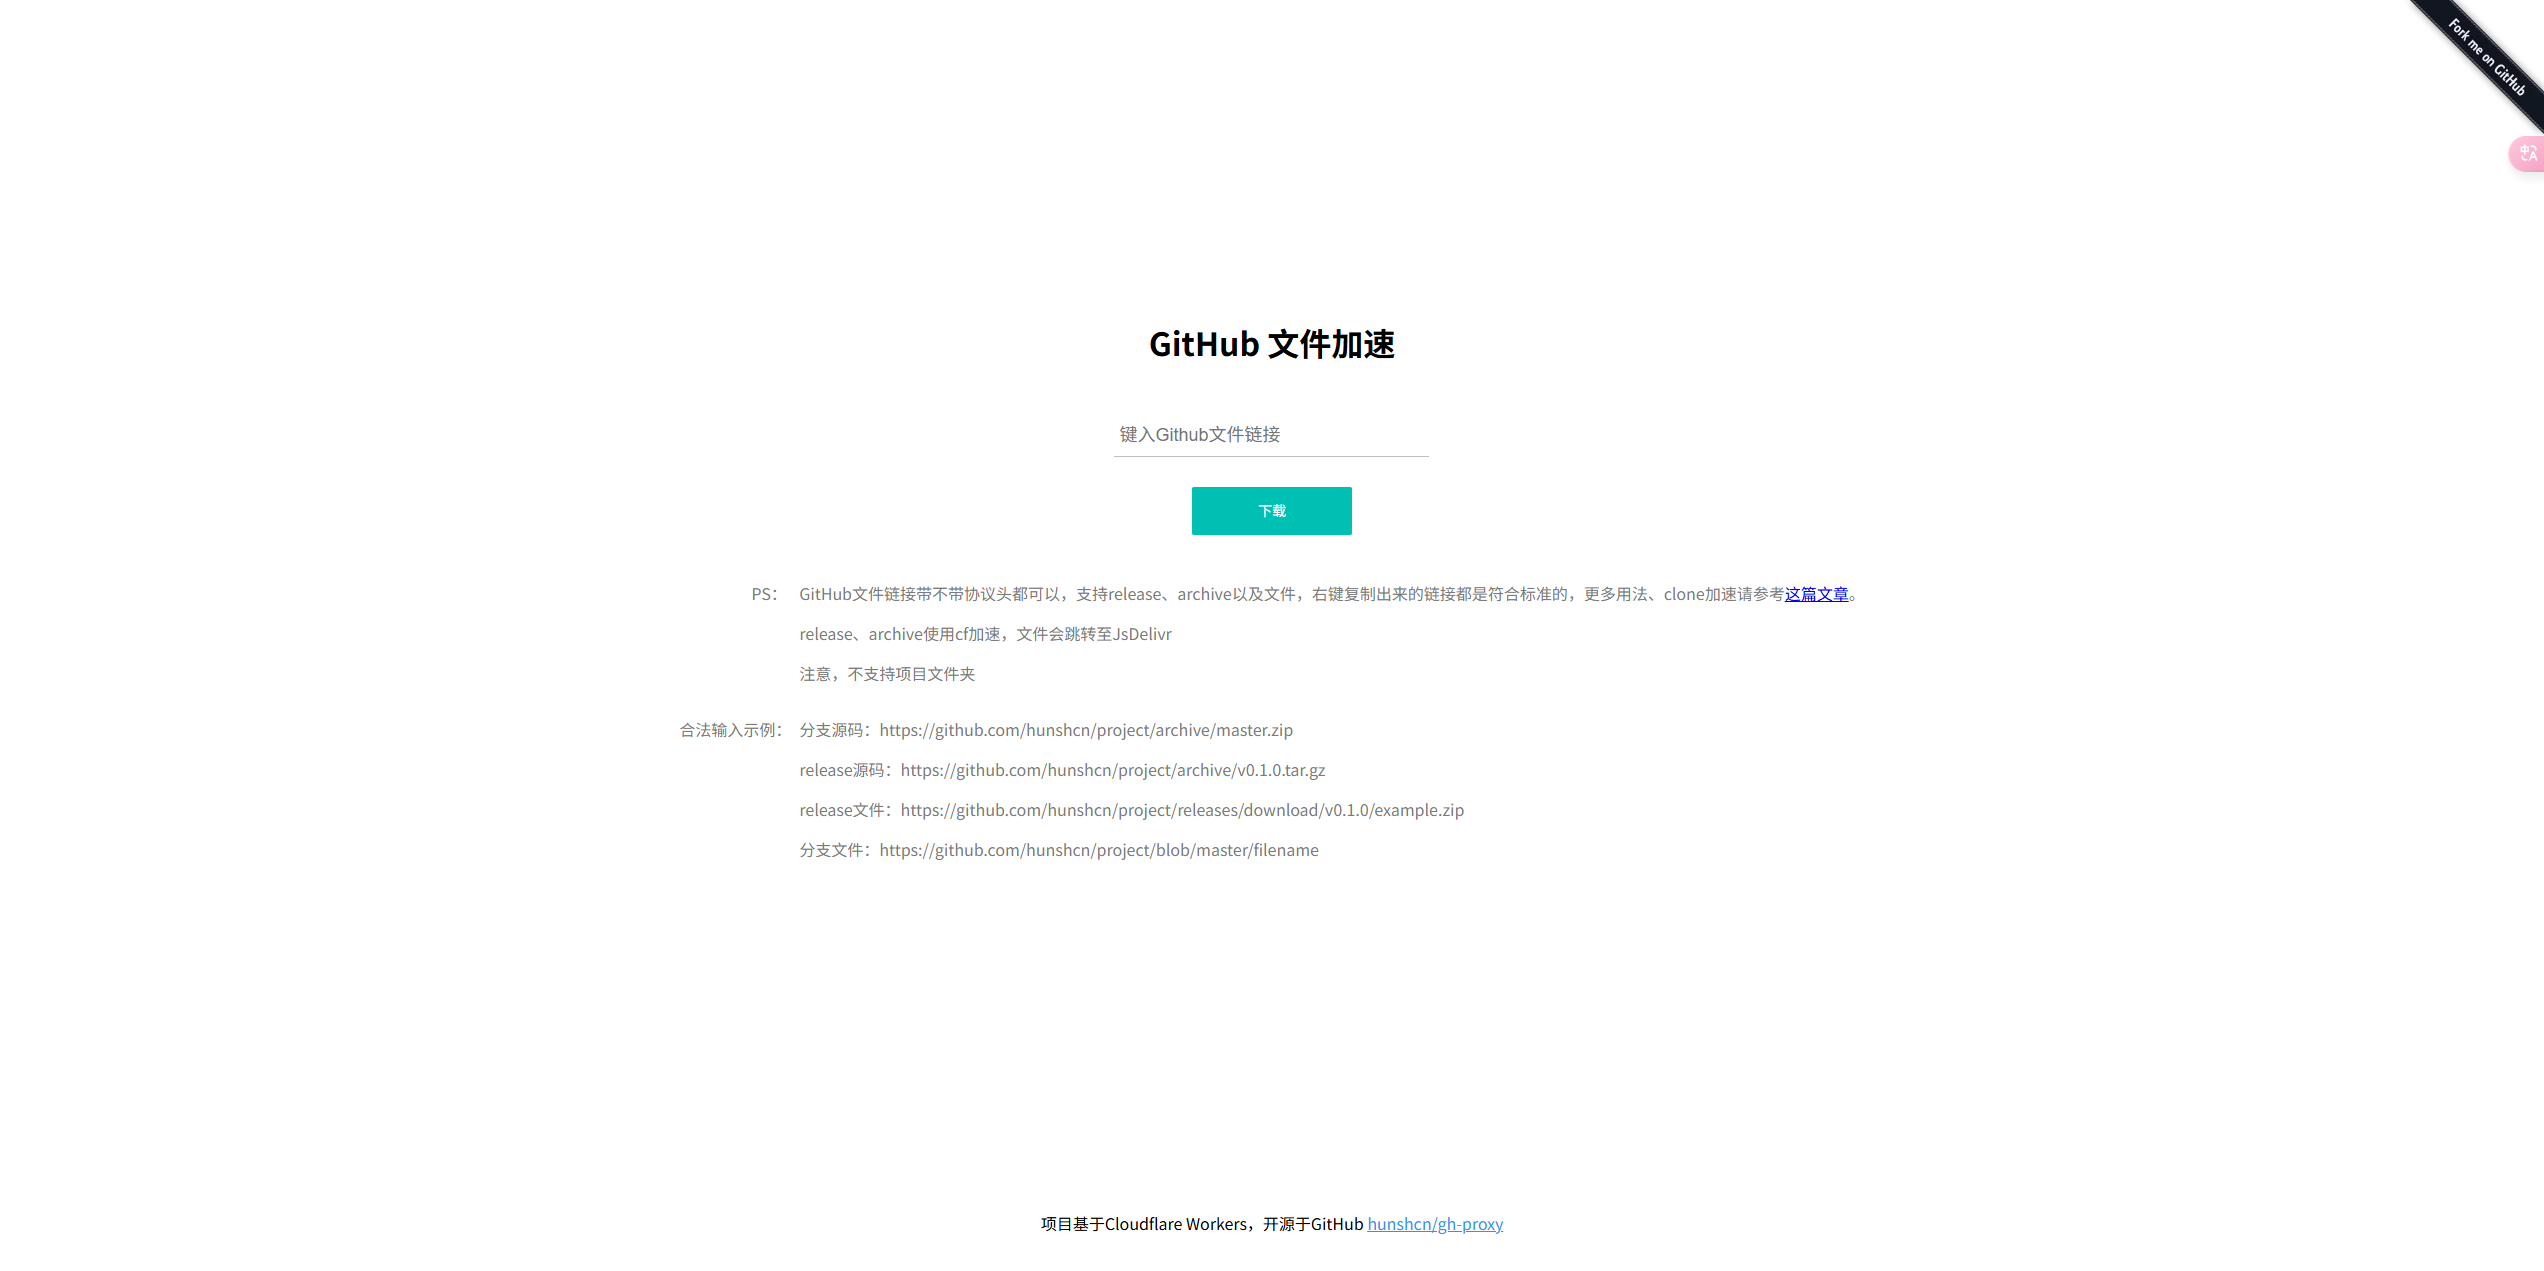 Fork me on GitHub
GitHub 文件加速
键入Github文件链接
下载
PS： GitHub文件链接带不带协议头都可以，支持release、archive以及文件，右键复制出来的链接都是符合标准的，更多用法、clone加速请参考这篇文章。
release、archive使用cf加速，文件会跳转至JsDelivr
注意，不支持项目文件夹
合法输入示例： 分支源码：https://github.com/hunshcn/project/archive/master.zip
release源码：https://github.com/hunshcn/project/archive/v0.1.0.tar.gz
release文件：https://github.com/hunshcn/project/releases/download/v0.1.0/example.zip
分支文件：https://github.com/hunshcn/project/blob/master/filename
项目基于Cloudflare Workers，开源于GitHub hunshcn/gh-proxy